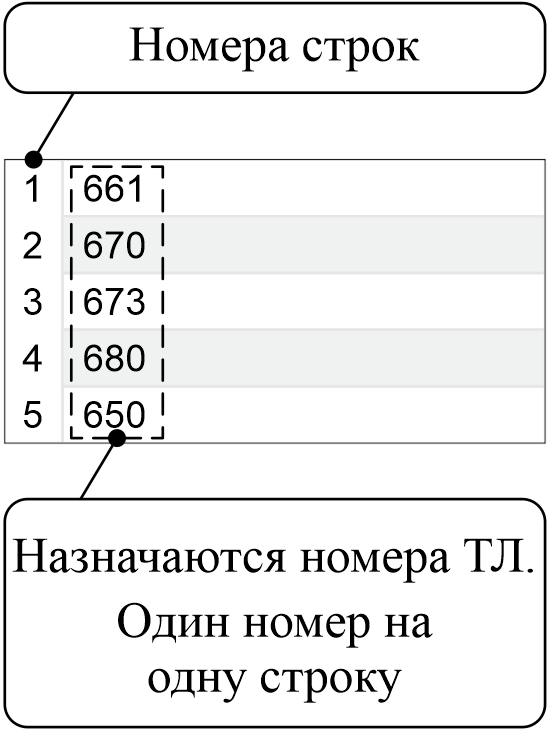 Номера строк
1 661
2 670
3 673
4 680
5 650
Назначаются номера ТЛ.
Один номер на
одну строку